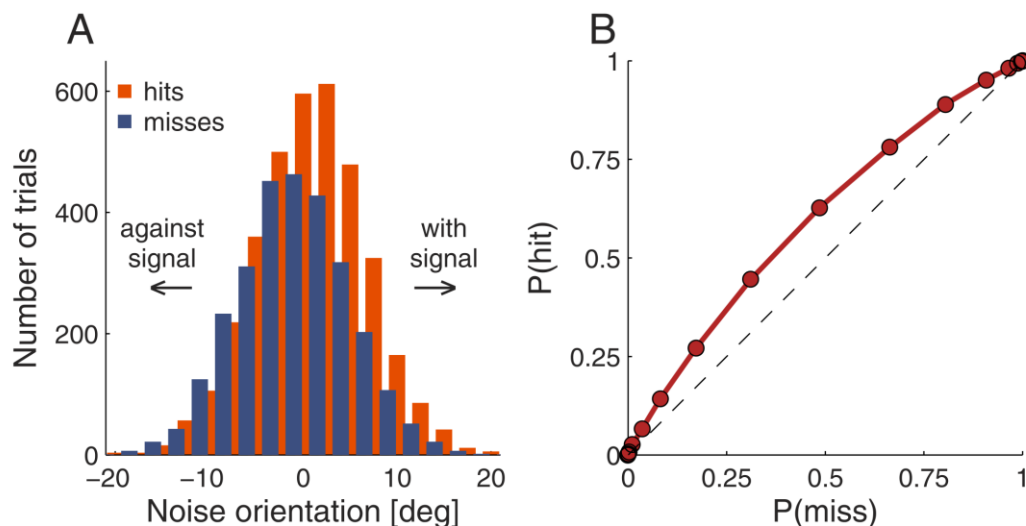 A
hits
misses
600
400
200
0
Number of trials
against
signal
with
signal
−20
−10
0
10
20
Noise orientation [deg]
B
1
0.75
0.5
0.25
0
P(hit)
0
0.25
0.5
0.75
1
P(miss)